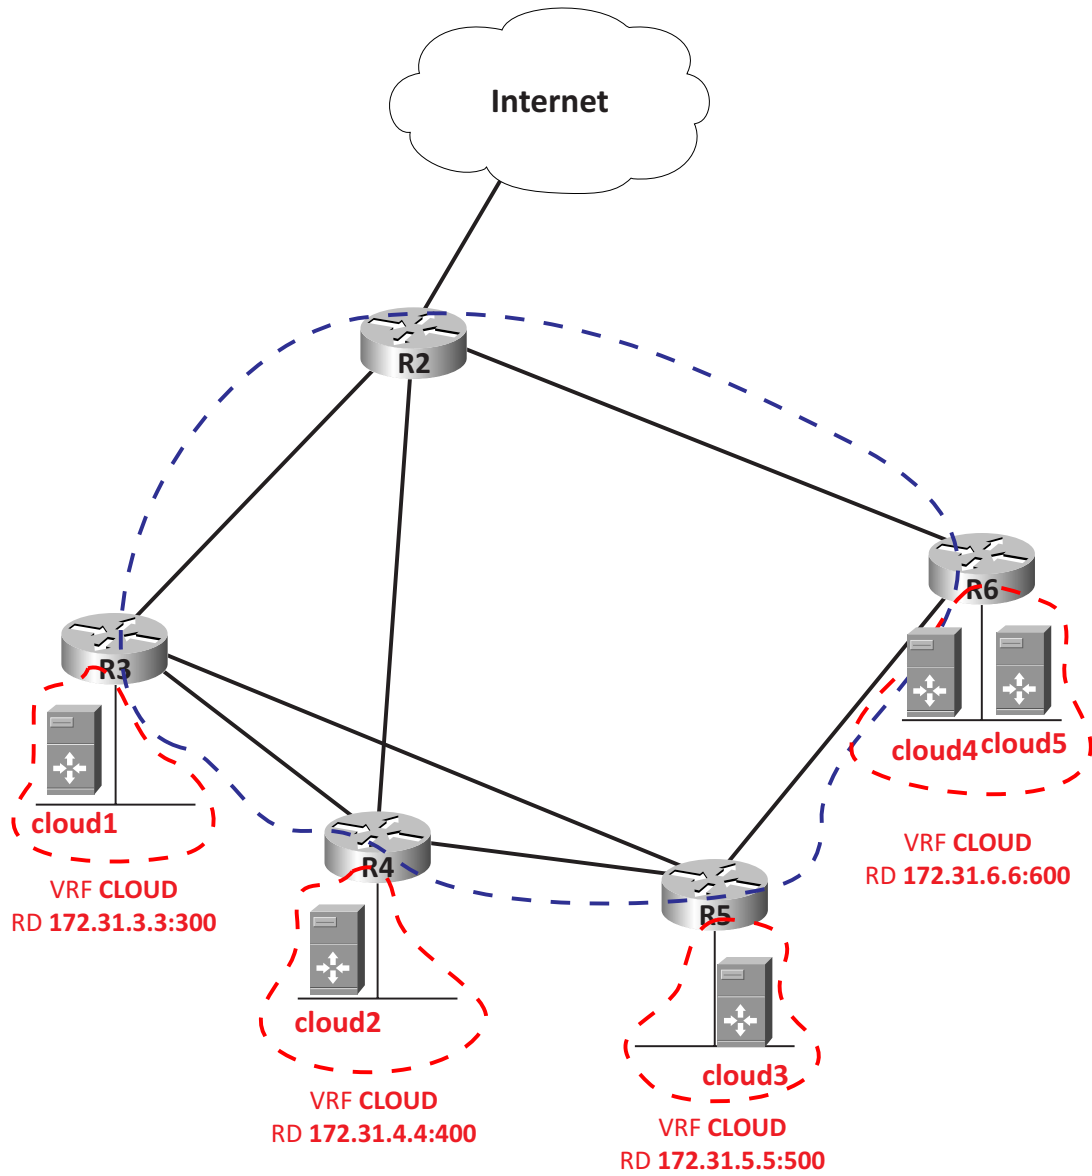 Internet
R2
R6
cloud4 cloud5
VRF CLOUD
RD 172.31.6.6:600
R3
cloud1
VRF CLOUD
RD 172.31.3.3:300
R4
cloud2
VRF CLOUD
RD 172.31.4.4:400
R5
cloud3
VRF CLOUD
RD 172.31.5.5:500